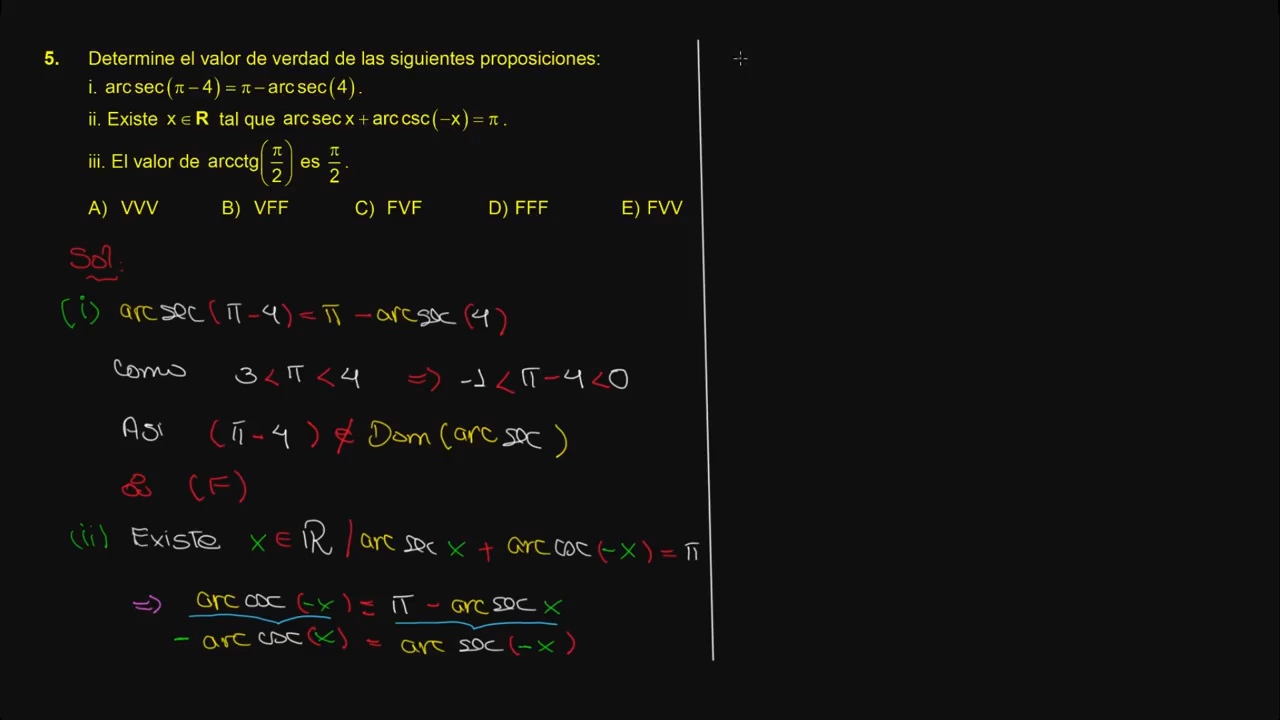 5. Determine el valor de verdad de las siguientes proposiciones:
i. arc sec(π − 4) = π − arc sec(4).
ii. Existe x ∈ R tal que arc sec x + arc csc(−x) = π.
iii. El valor de arcctg(π/2) es π/2.
A) VVV B) VFF C) FVF D) FFF E) FVV
Sol:
(i) arc sec(π − 4) = π − arc sec(4)
Como 3 < π < 4 ⇒ −1 < π − 4 < 0
Asi (π − 4) ∉ Dom(arc sec)
∴ (F)
(ii) Existe x ∈ ℝ | arc sec x + arc csc(−x) = π
⇒ arc csc(−x) = π − arc sec x
− arc csc(x) = arc sec(−x)